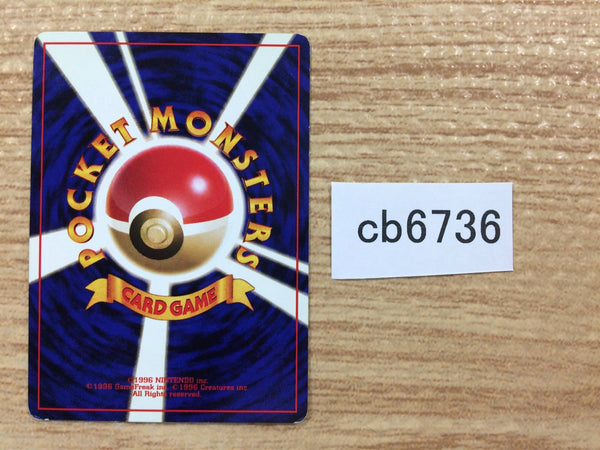 POCKET MONSTERS
CARD GAME
©1996 NINTENDO inc.
©1996 GameFreak inc. ©1996 Creatures inc.
All Rights reserved.
cb6736